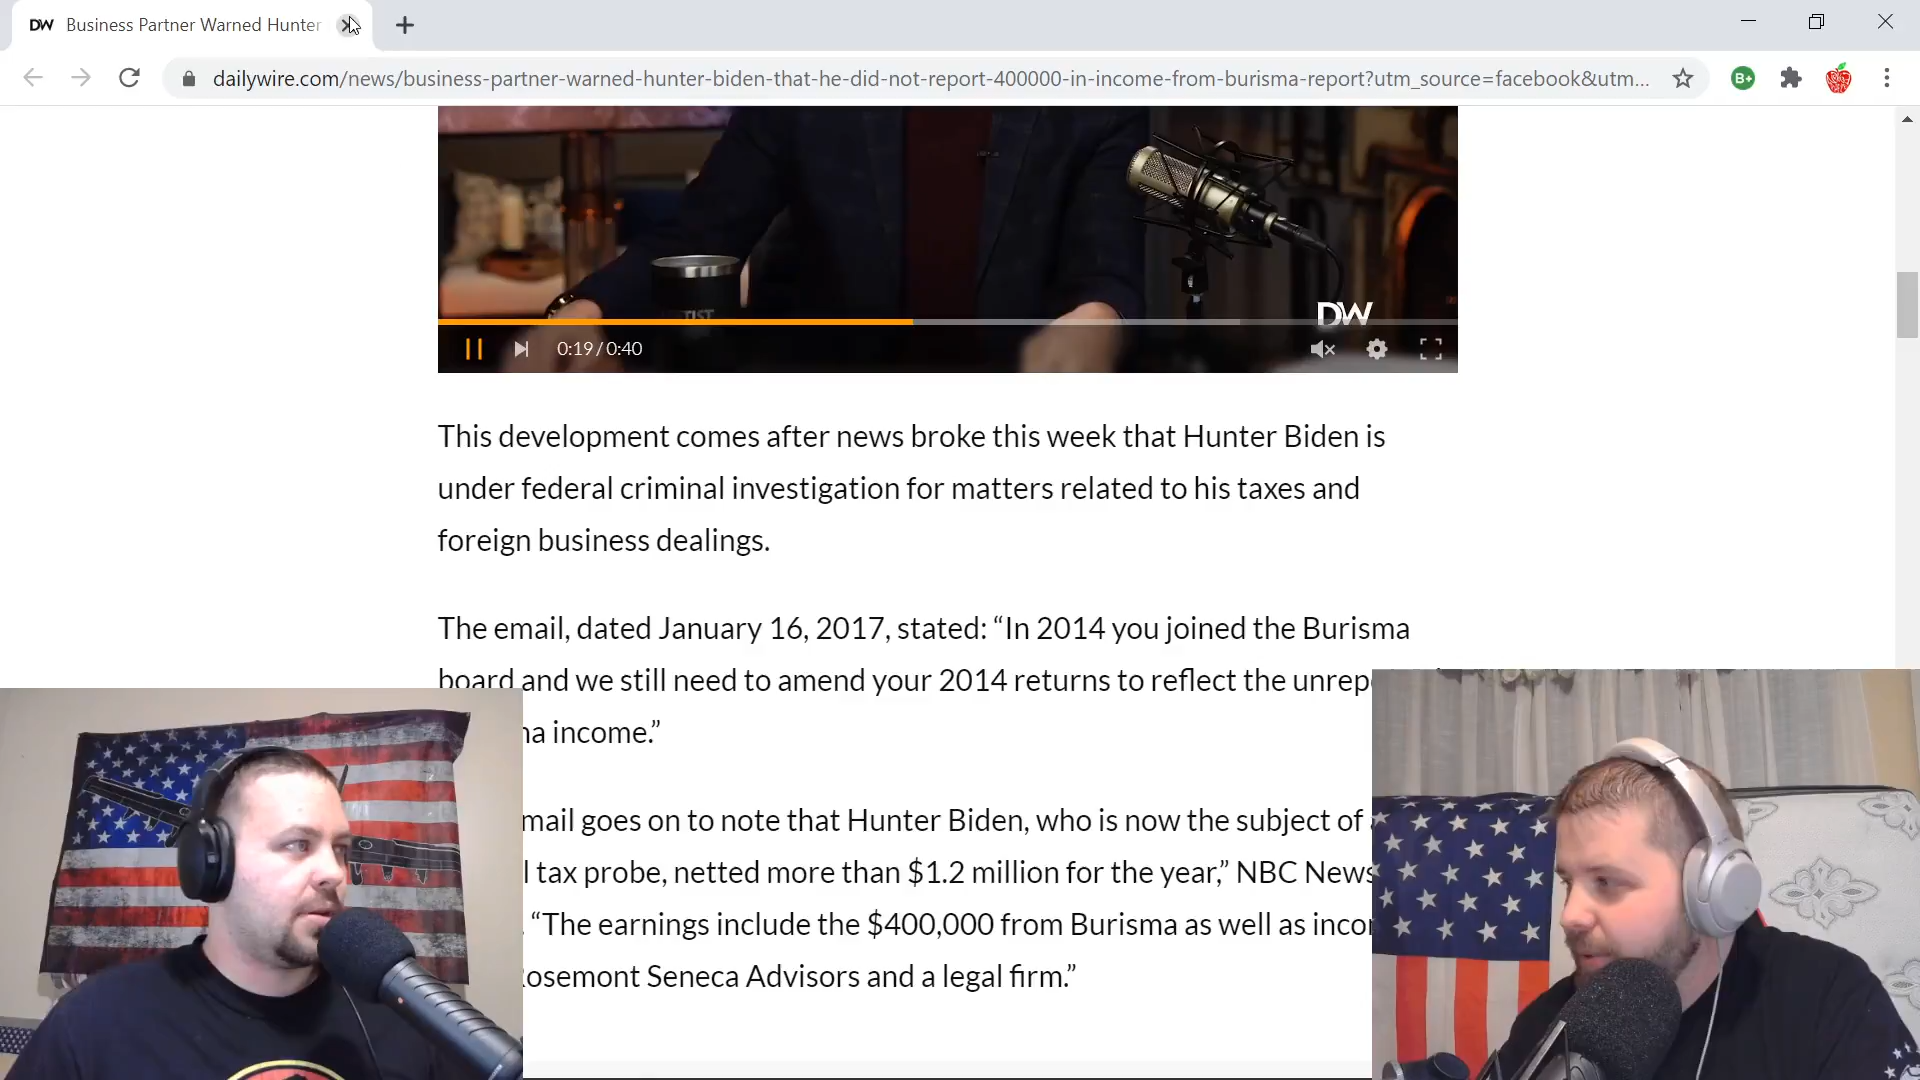 DW Business Partner Warned Hunter
dailywire.com/news/business-partner-warned-hunter-biden-that-he-did-not-report-400000-in-income-from-burisma-report?utm_source=facebook&utm... B+
DW
0:19 / 0:40
This development comes after news broke this week that Hunter Biden is
under federal criminal investigation for matters related to his taxes and
foreign business dealings.
The email, dated January 16, 2017, stated: “In 2014 you joined the Burisma
board and we still need to amend your 2014 returns to reflect the unrep
na income.”
mail goes on to note that Hunter Biden, who is now the subject of
l tax probe, netted more than $1.2 million for the year,” NBC News
“The earnings include the $400,000 from Burisma as well as incor
Rosemont Seneca Advisors and a legal firm.”